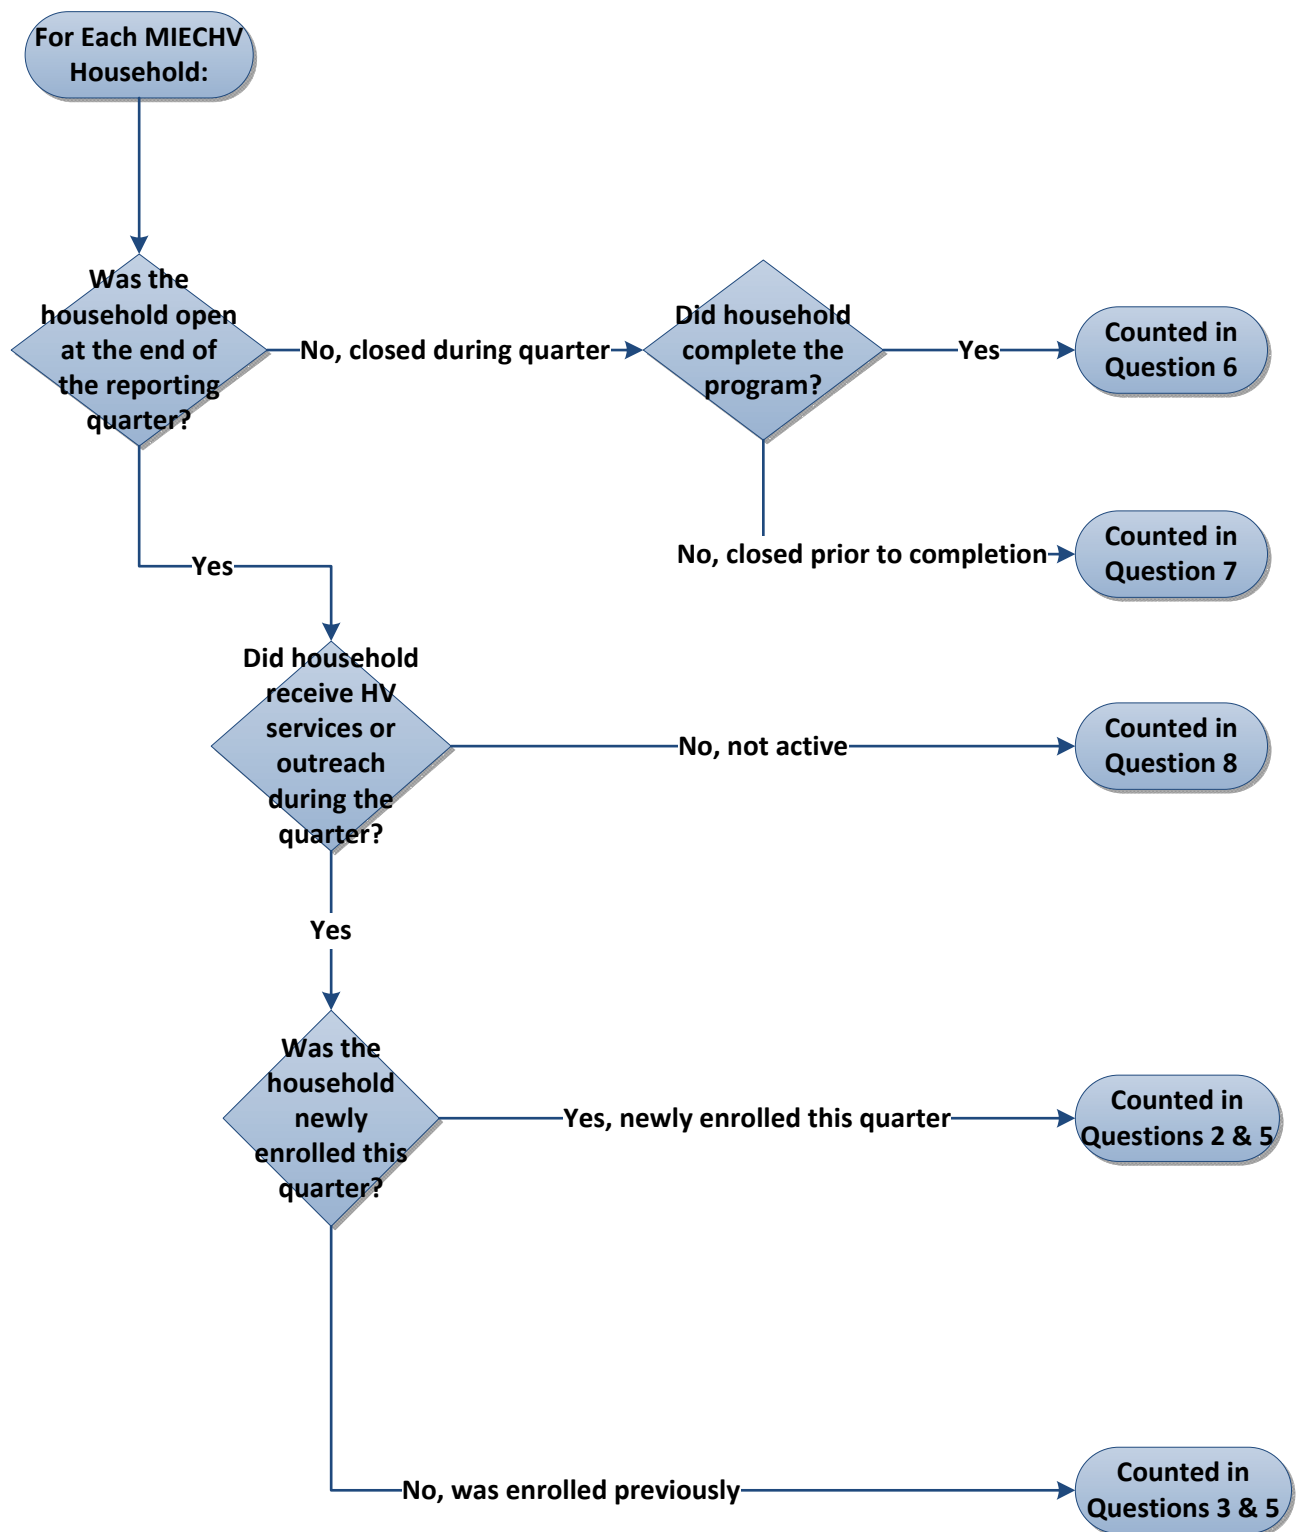 For Each MIECHV
Household:
Was the
household open
at the end of
the reporting
quarter?
No, closed during quarter
Did household
complete the
program?
Yes
Counted in
Question 6
No, closed prior to completion
Counted in
Question 7
Yes
Did household
receive HV
services or
outreach
during the
quarter?
No, not active
Counted in
Question 8
Yes
Was the
household
newly
enrolled this
quarter?
Yes, newly enrolled this quarter
Counted in
Questions 2 & 5
No, was enrolled previously
Counted in
Questions 3 & 5